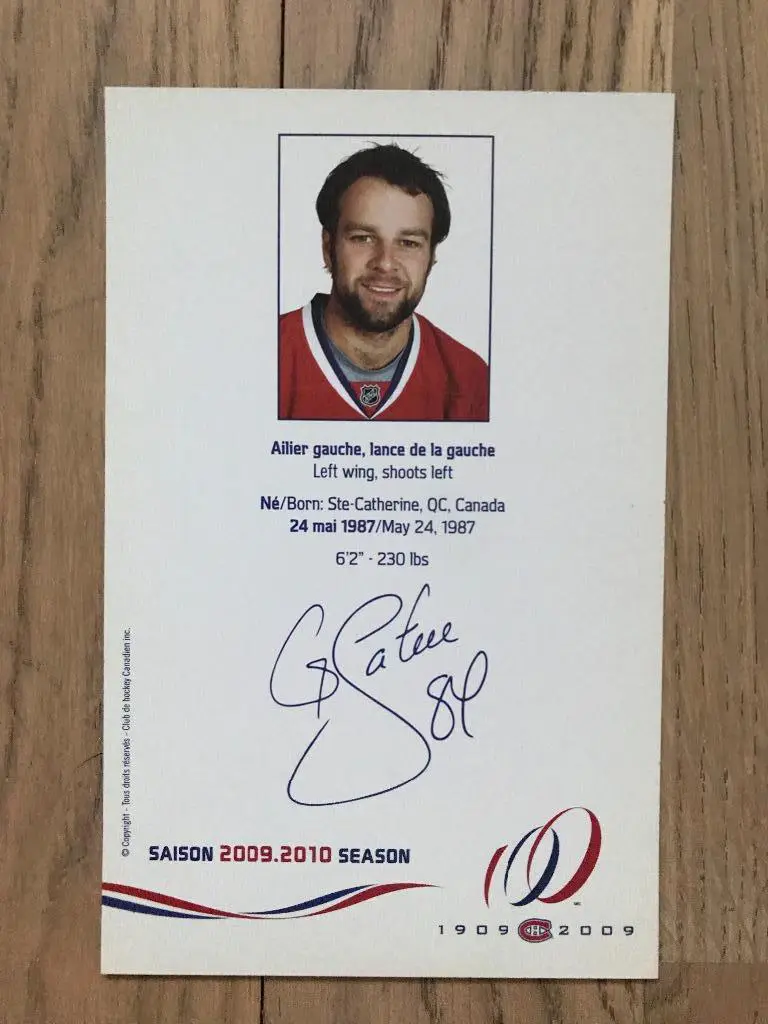 Ailier gauche, lance de la gauche
Left wing, shoots left
Né/Born: Ste-Catherine, QC, Canada
24 mai 1987/May 24, 1987
6'2" - 230 lbs
84
© Copyright - Tous droits réservés - Club de hockey Canadien inc.
SAISON 2009.2010 SEASON
100
1909 CH 2009